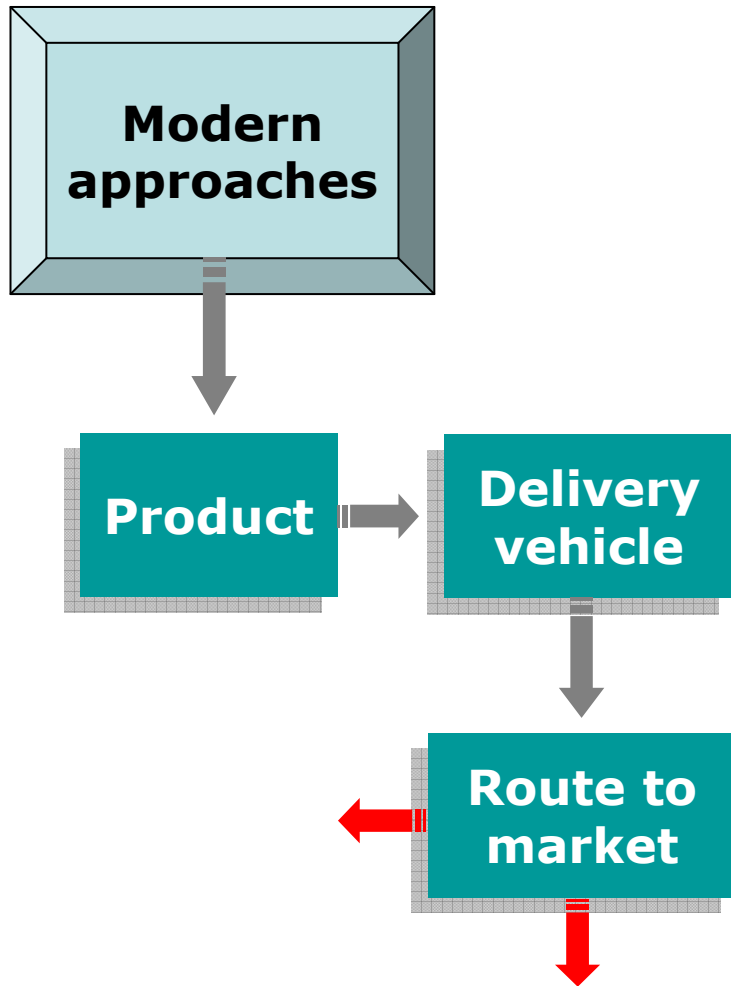 Modern
approaches
Product
Delivery
vehicle
Route to
market